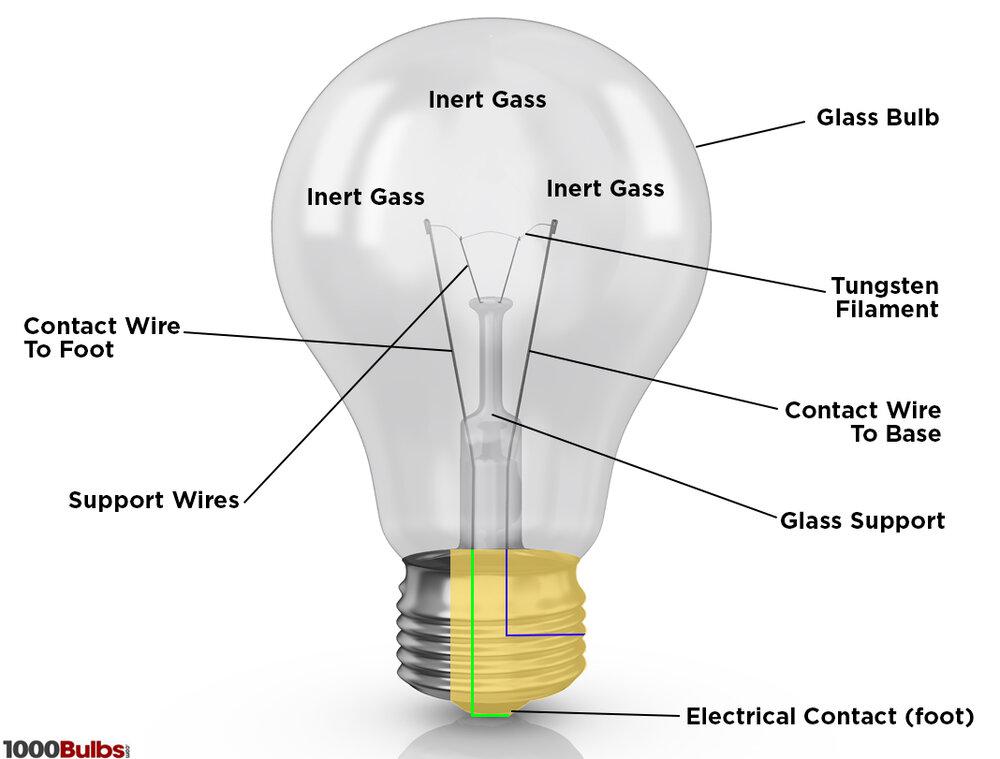 Inert Gass
Glass Bulb
Inert Gass
Inert Gass
Tungsten
Filament
Contact Wire
To Foot
Contact Wire
To Base
Support Wires
Glass Support
Electrical Contact (foot)
1000Bulbs.com